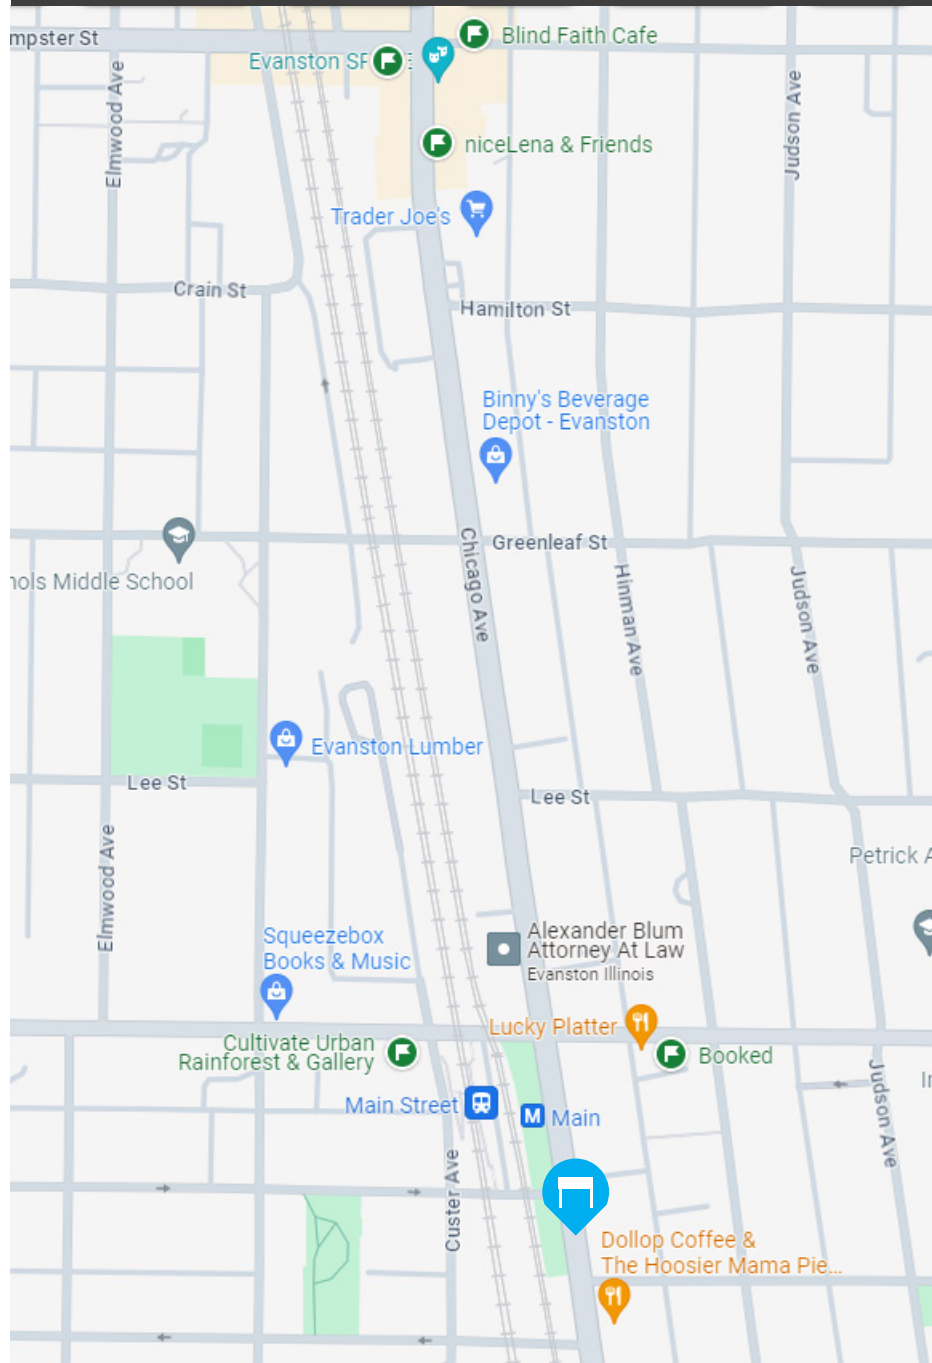 mpster St
Blind Faith Cafe
Evanston SP E
Elmwood Ave
Judson Ave
niceLena & Friends
Trader Joe's
Crain St
Hamilton St
Binny's Beverage
Depot - Evanston
Chicago Ave
Greenleaf St
hols Middle School
Hinman Ave
Judson Ave
Evanston Lumber
Lee St
Lee St
Elmwood Ave
Petrick A
Squeezebox
Books & Music
Alexander Blum
Attorney At Law
Evanston Illinois
Lucky Platter
Cultivate Urban
Rainforest & Gallery
Booked
Judson Ave
Main Street
M Main
Custer Ave
Dollop Coffee &
The Hoosier Mama Pie...